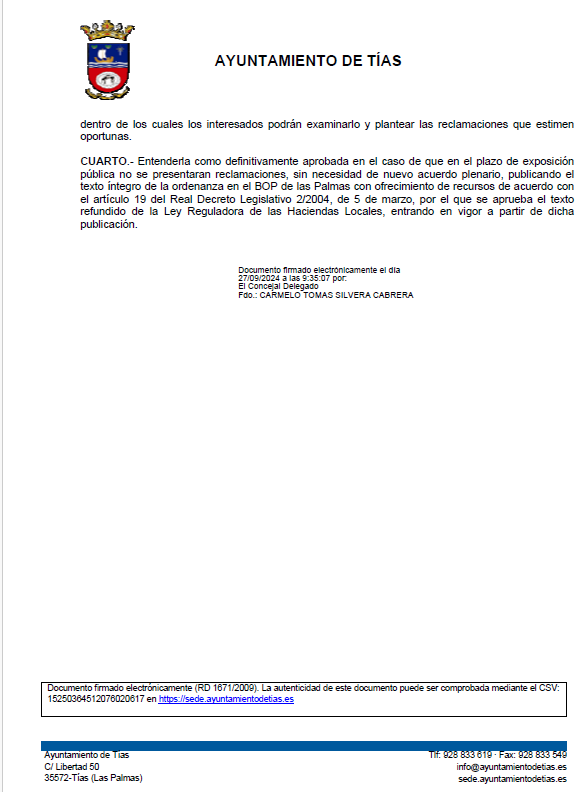 AYUNTAMIENTO DE TÍAS
dentro de los cuales los interesados podrán examinarlo y plantear las reclamaciones que estimen
oportunas.
CUARTO.- Entenderla como definitivamente aprobada en el caso de que en el plazo de exposición
pública no se presentaran reclamaciones, sin necesidad de nuevo acuerdo plenario, publicando el
texto íntegro de la ordenanza en el BOP de las Palmas con ofrecimiento de recursos de acuerdo con
el artículo 19 del Real Decreto Legislativo 2/2004, de 5 de marzo, por el que se aprueba el texto
refundido de la Ley Reguladora de las Haciendas Locales, entrando en vigor a partir de dicha
publicación.
Documento firmado electrónicamente el día
27/09/2024 a las 9:35:07 por:
El Concejal Delegado
Fdo.: CARMELO TOMAS SILVERA CABRERA
Documento firmado electrónicamente (RD 1671/2009). La autenticidad de este documento puede ser comprobada mediante el CSV:
15250364512076020617 en https://sede.ayuntamientodetias.es
Ayuntamiento de Tías
C/ Libertad 50
35572-Tías (Las Palmas)
Tlf: 928 833 619 · Fax: 928 833 549
info@ayuntamientodetias.es
sede.ayuntamientodetias.es